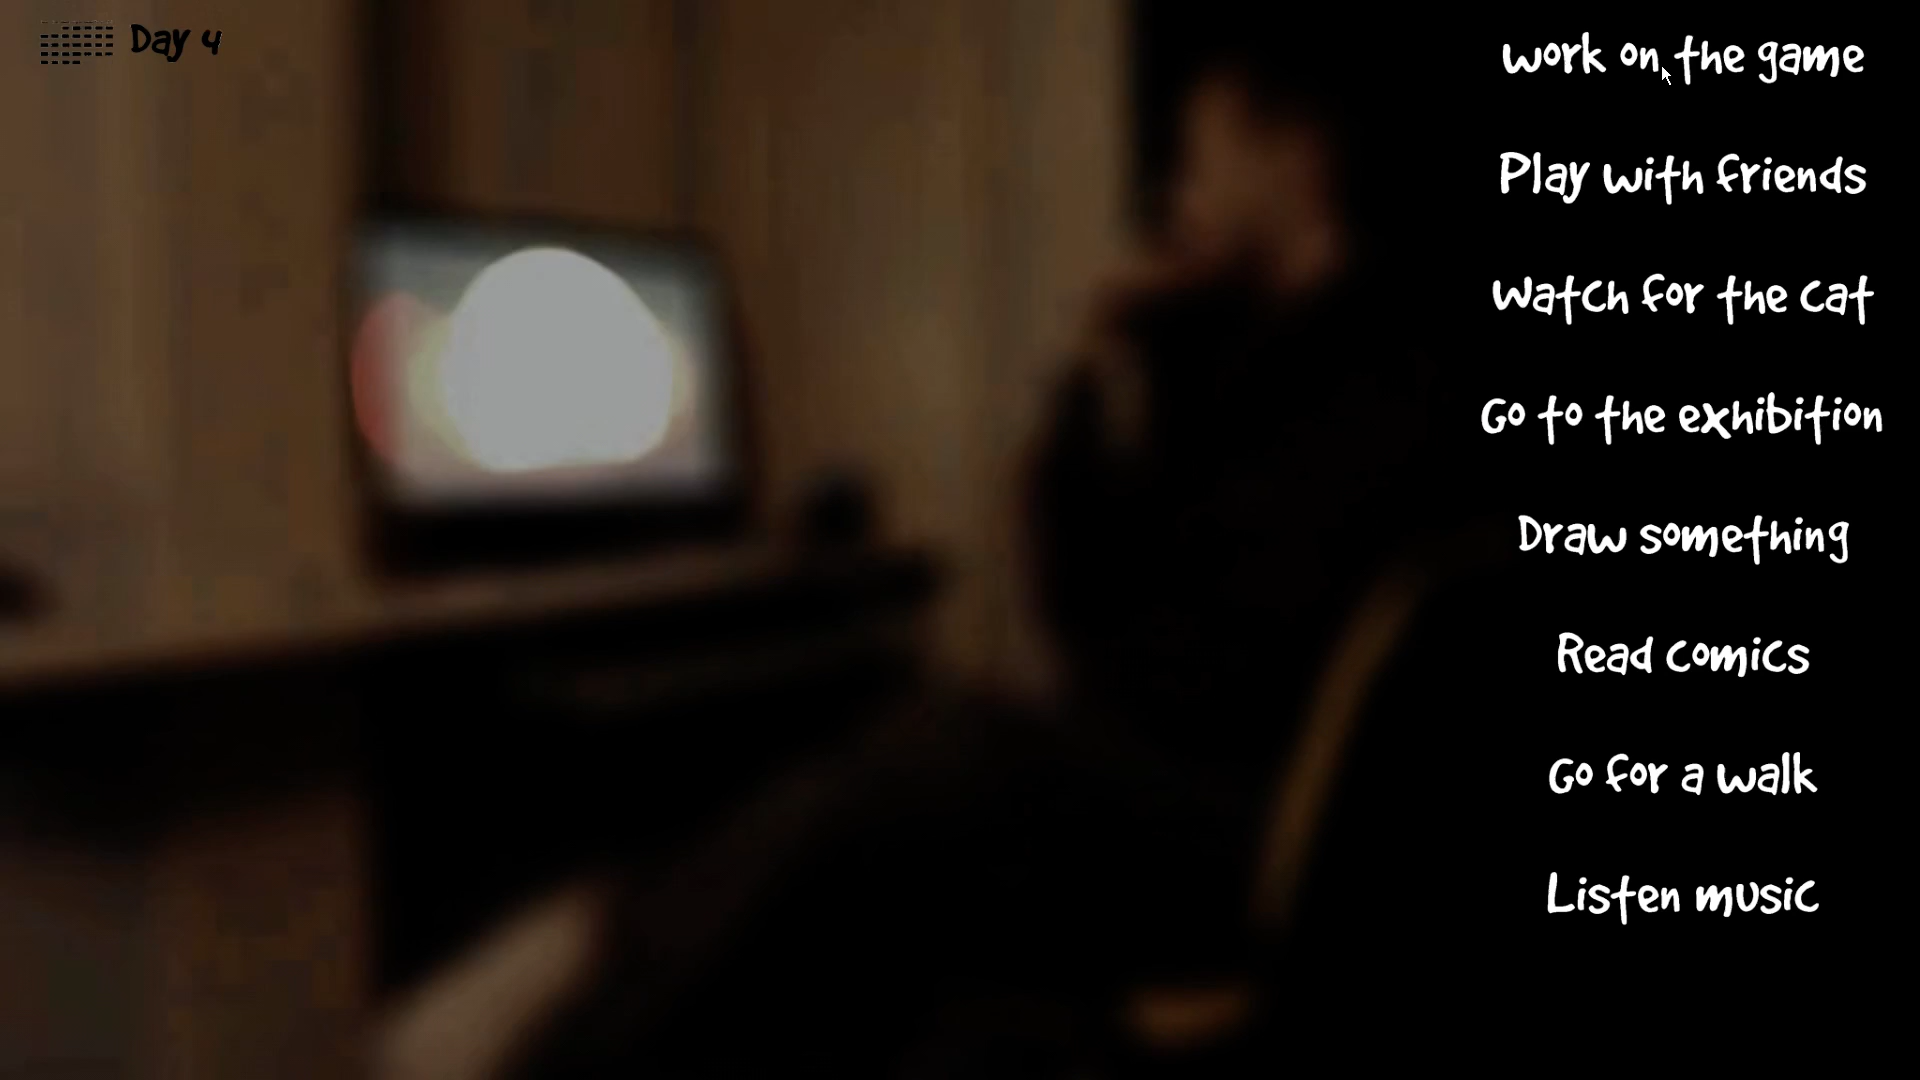 Day 4
Work on the game
Play with friends
Watch for the cat
Go to the exhibition
Draw something
Read comics
Go for a walk
Listen music